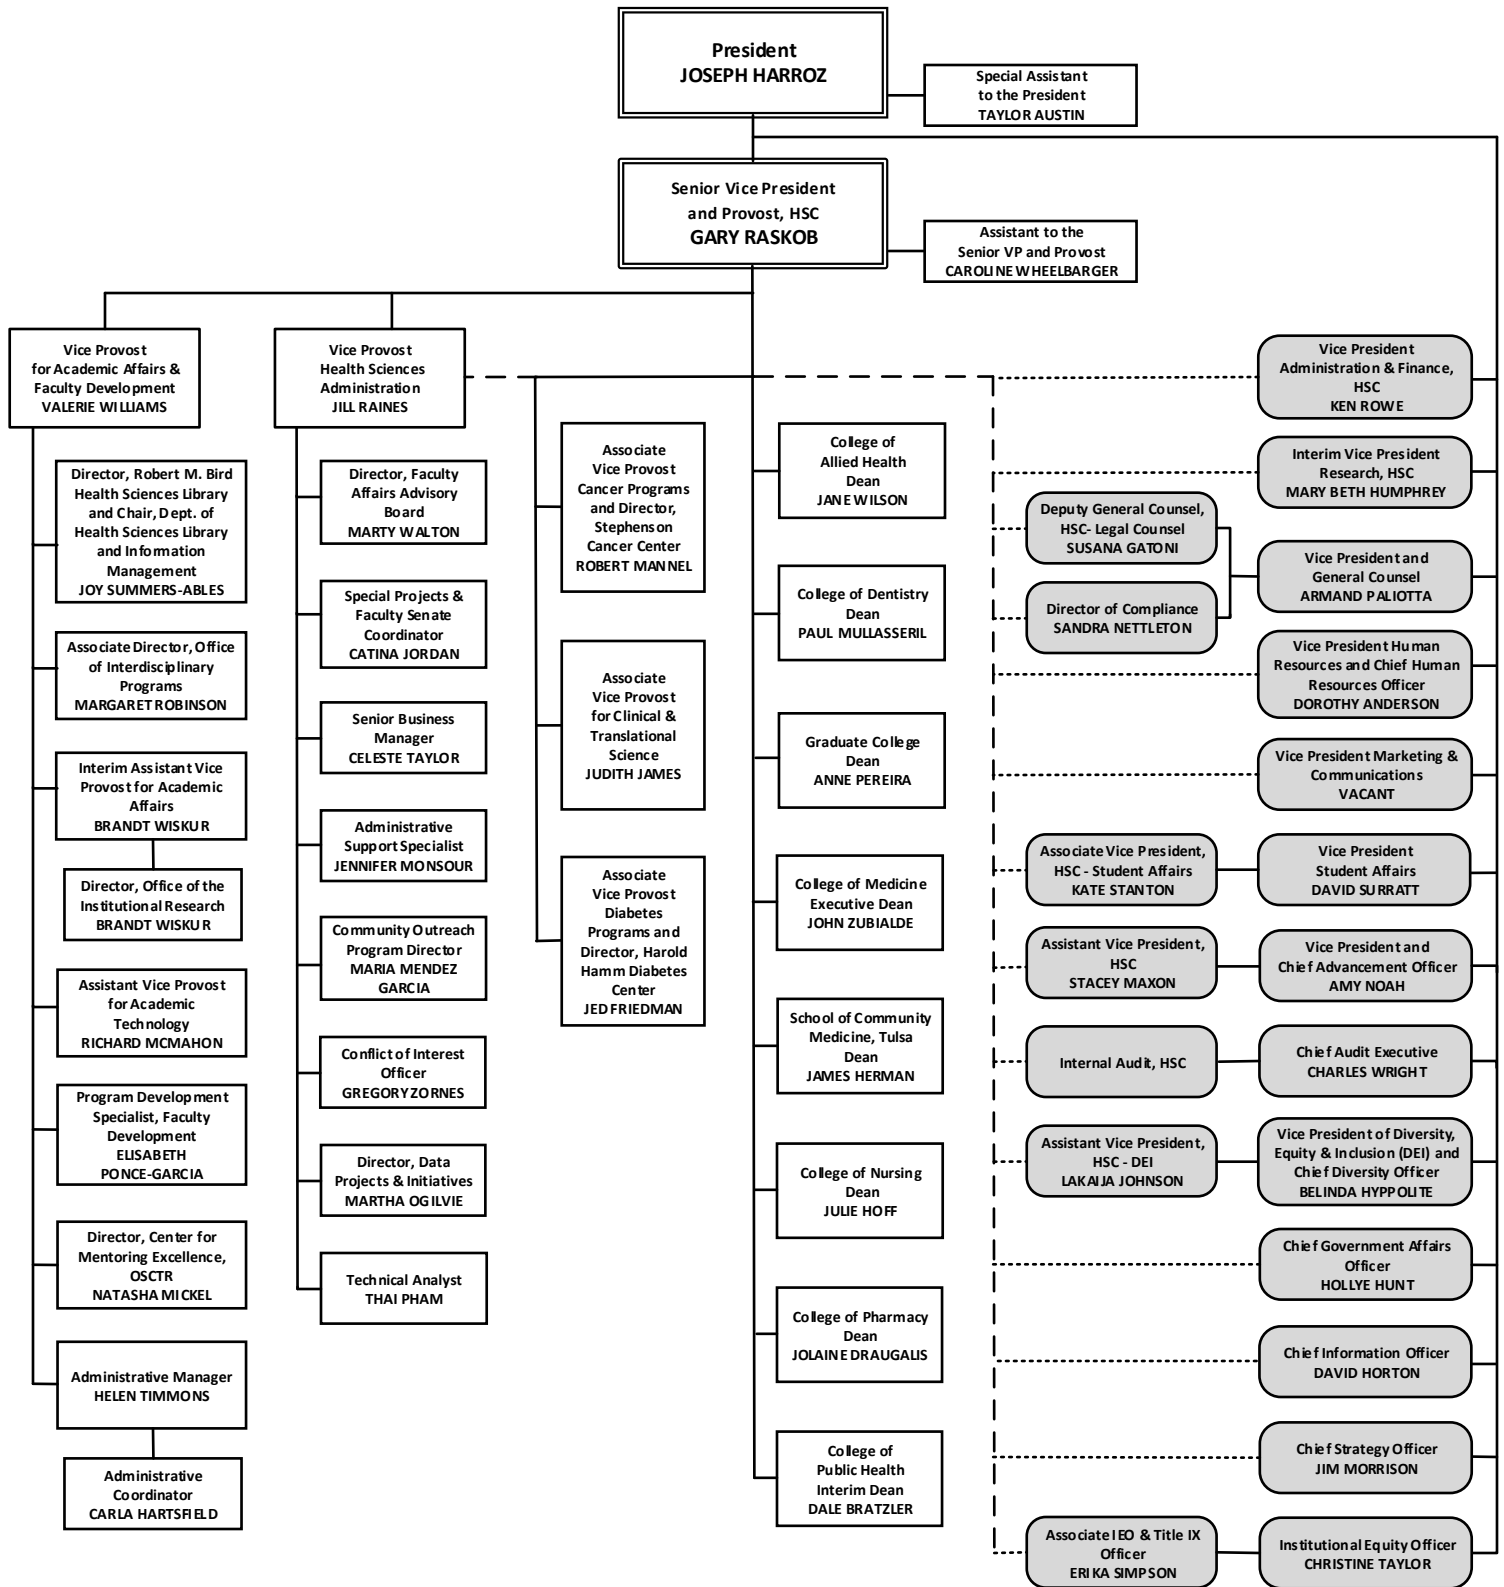 President
JOSEPH HARROZ
Special Assistant
to the President
TAYLOR AUSTIN
Senior Vice President
and Provost, HSC
GARY RASKOB
Assistant to the
Senior VP and Provost
CAROLINE WHEELBARGER
Vice Provost
for Academic Affairs &
Faculty Development
VALERIE WILLIAMS
Director, Robert M. Bird
Health Sciences Library
and Chair, Dept. of
Health Sciences Library
and Information
Management
JOY SUMMERS-ABLES
Associate Director, Office
of Interdisciplinary
Programs
MARGARET ROBINSON
Interim Assistant Vice
Provost for Academic
Affairs
BRANDT WISKUR
Director, Office of the
Institutional Research
BRANDT WISKUR
Assistant Vice Provost
for Academic
Technology
RICHARD MCMAHON
Program Development
Specialist, Faculty
Development
ELISABETH
PONCE-GARCIA
Director, Center for
Mentoring Excellence,
OSCTR
NATASHA MICKEL
Administrative Manager
HELEN TIMMONS
Administrative
Coordinator
CARLA HARTSFIELD
Vice Provost
Health Sciences
Administration
JILL RAINES
Director, Faculty
Affairs Advisory
Board
MARTY WALTON
Special Projects &
Faculty Senate
Coordinator
CATINA JORDAN
Senior Business
Manager
CELESTE TAYLOR
Administrative
Support Specialist
JENNIFER MONSOUR
Community Outreach
Program Director
MARIA MENDEZ
GARCIA
Conflict of Interest
Officer
GREGORY ZORNES
Director, Data
Projects & Initiatives
MARTHA OGILVIE
Technical Analyst
THAI PHAM
Associate
Vice Provost
Cancer Programs
and Director,
Stephenson
Cancer Center
ROBERT MANNEL
Associate
Vice Provost
for Clinical &
Translational
Science
JUDITH JAMES
Associate
Vice Provost
Diabetes
Programs and
Director, Harold
Hamm Diabetes
Center
JED FRIEDMAN
College of
Allied Health
Dean
JANE WILSON
College of Dentistry
Dean
PAUL MULLASSERIL
Graduate College
Dean
ANNE PEREIRA
College of Medicine
Executive Dean
JOHN ZUBIALDE
School of Community
Medicine, Tulsa
Dean
JAMES HERMAN
College of Nursing
Dean
JULIE HOFF
College of Pharmacy
Dean
JOLAINE DRAUGALIS
College of
Public Health
Interim Dean
DALE BRATZLER
Vice President
Administration & Finance,
HSC
KEN ROWE
Interim Vice President
Research, HSC
MARY BETH HUMPHREY
Deputy General Counsel,
HSC- Legal Counsel
SUSANA GATONI
Director of Compliance
SANDRA NETTLETON
Vice President and
General Counsel
ARMAND PALIOTTA
Vice President Human
Resources and Chief Human
Resources Officer
DOROTHY ANDERSON
Vice President Marketing &
Communications
VACANT
Associate Vice President,
HSC - Student Affairs
KATE STANTON
Vice President
Student Affairs
DAVID SURRATT
Assistant Vice President,
HSC
STACEY MAXON
Vice President and
Chief Advancement Officer
AMY NOAH
Internal Audit, HSC
Chief Audit Executive
CHARLES WRIGHT
Assistant Vice President,
HSC - DEI
LAKAIJA JOHNSON
Vice President of Diversity,
Equity & Inclusion (DEI) and
Chief Diversity Officer
BELINDA HYPPOLITE
Chief Government Affairs
Officer
HOLLYE HUNT
Chief Information Officer
DAVID HORTON
Chief Strategy Officer
JIM MORRISON
Associate IEO & Title IX
Officer
ERIKA SIMPSON
Institutional Equity Officer
CHRISTINE TAYLOR